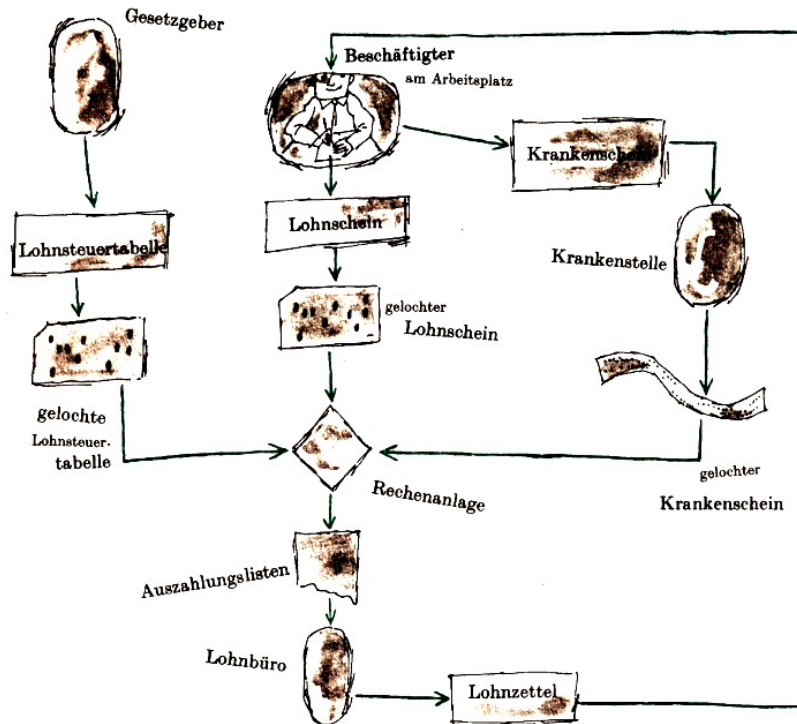 Gesetzgeber
Beschäftigter
am Arbeitsplatz
Krankenschein
Lohnsteuertabelle
Lohnschein
Krankenstelle
gelochter
Lohnschein
gelochte
Lohnsteuer-
tabelle
Rechenanlage
gelochter
Krankenschein
Auszahlungslisten
Lohnbüro
Lohnzettel